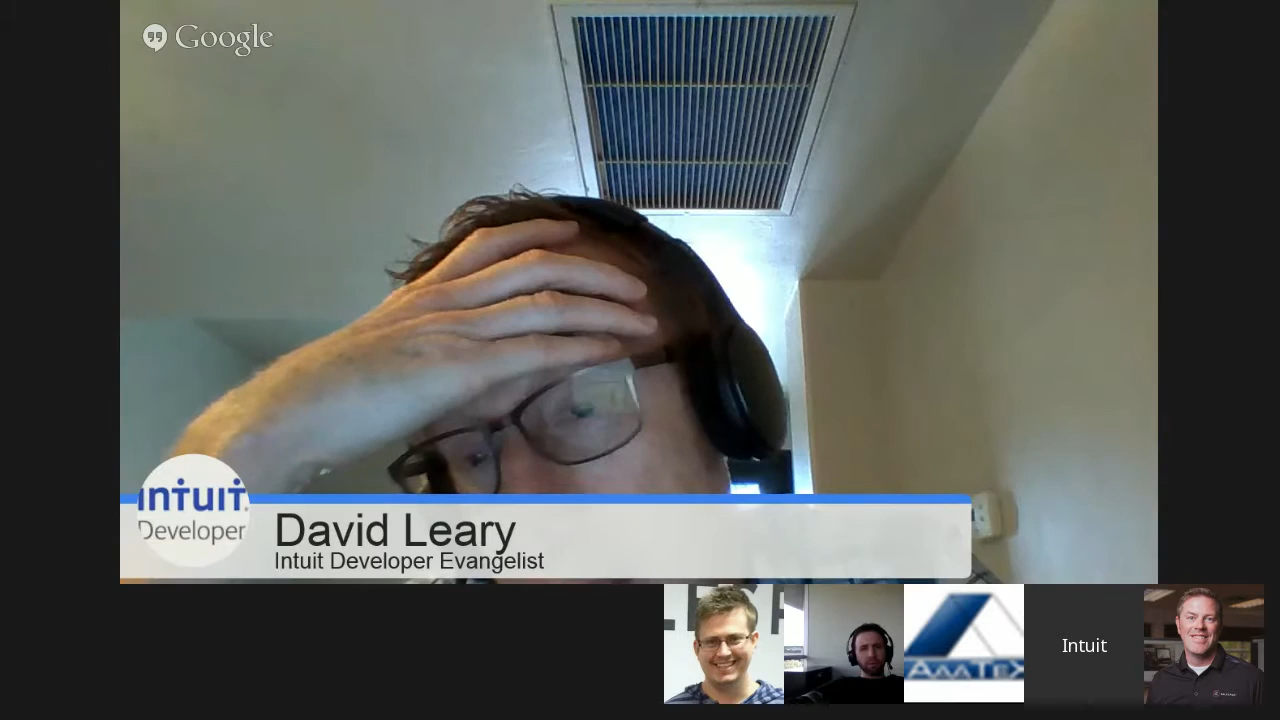 Google
INTUIT
Developer
David Leary
Intuit Developer Evangelist
Intuit